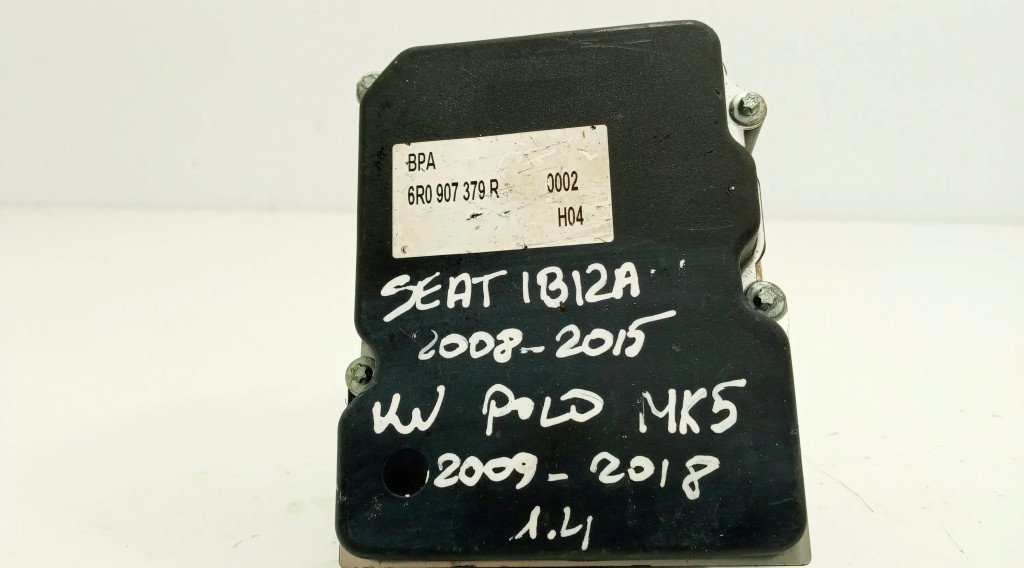 BPA
6R0 907 379 R 0002
H04
SEAT IBIZA
2008-2015
VW POLO MK5
2009-2018
1.4